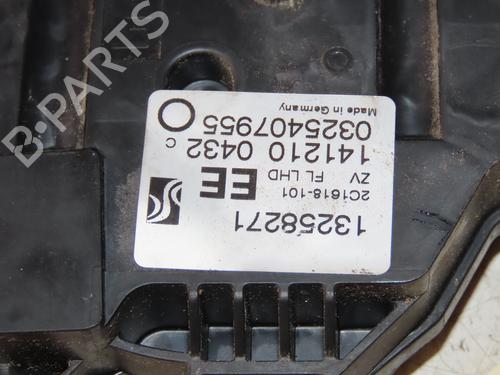 13258271
2C1618-101
EE FL LHD
ZV
141210 0432 C
0325407955
Made in Germany
B-PARTS